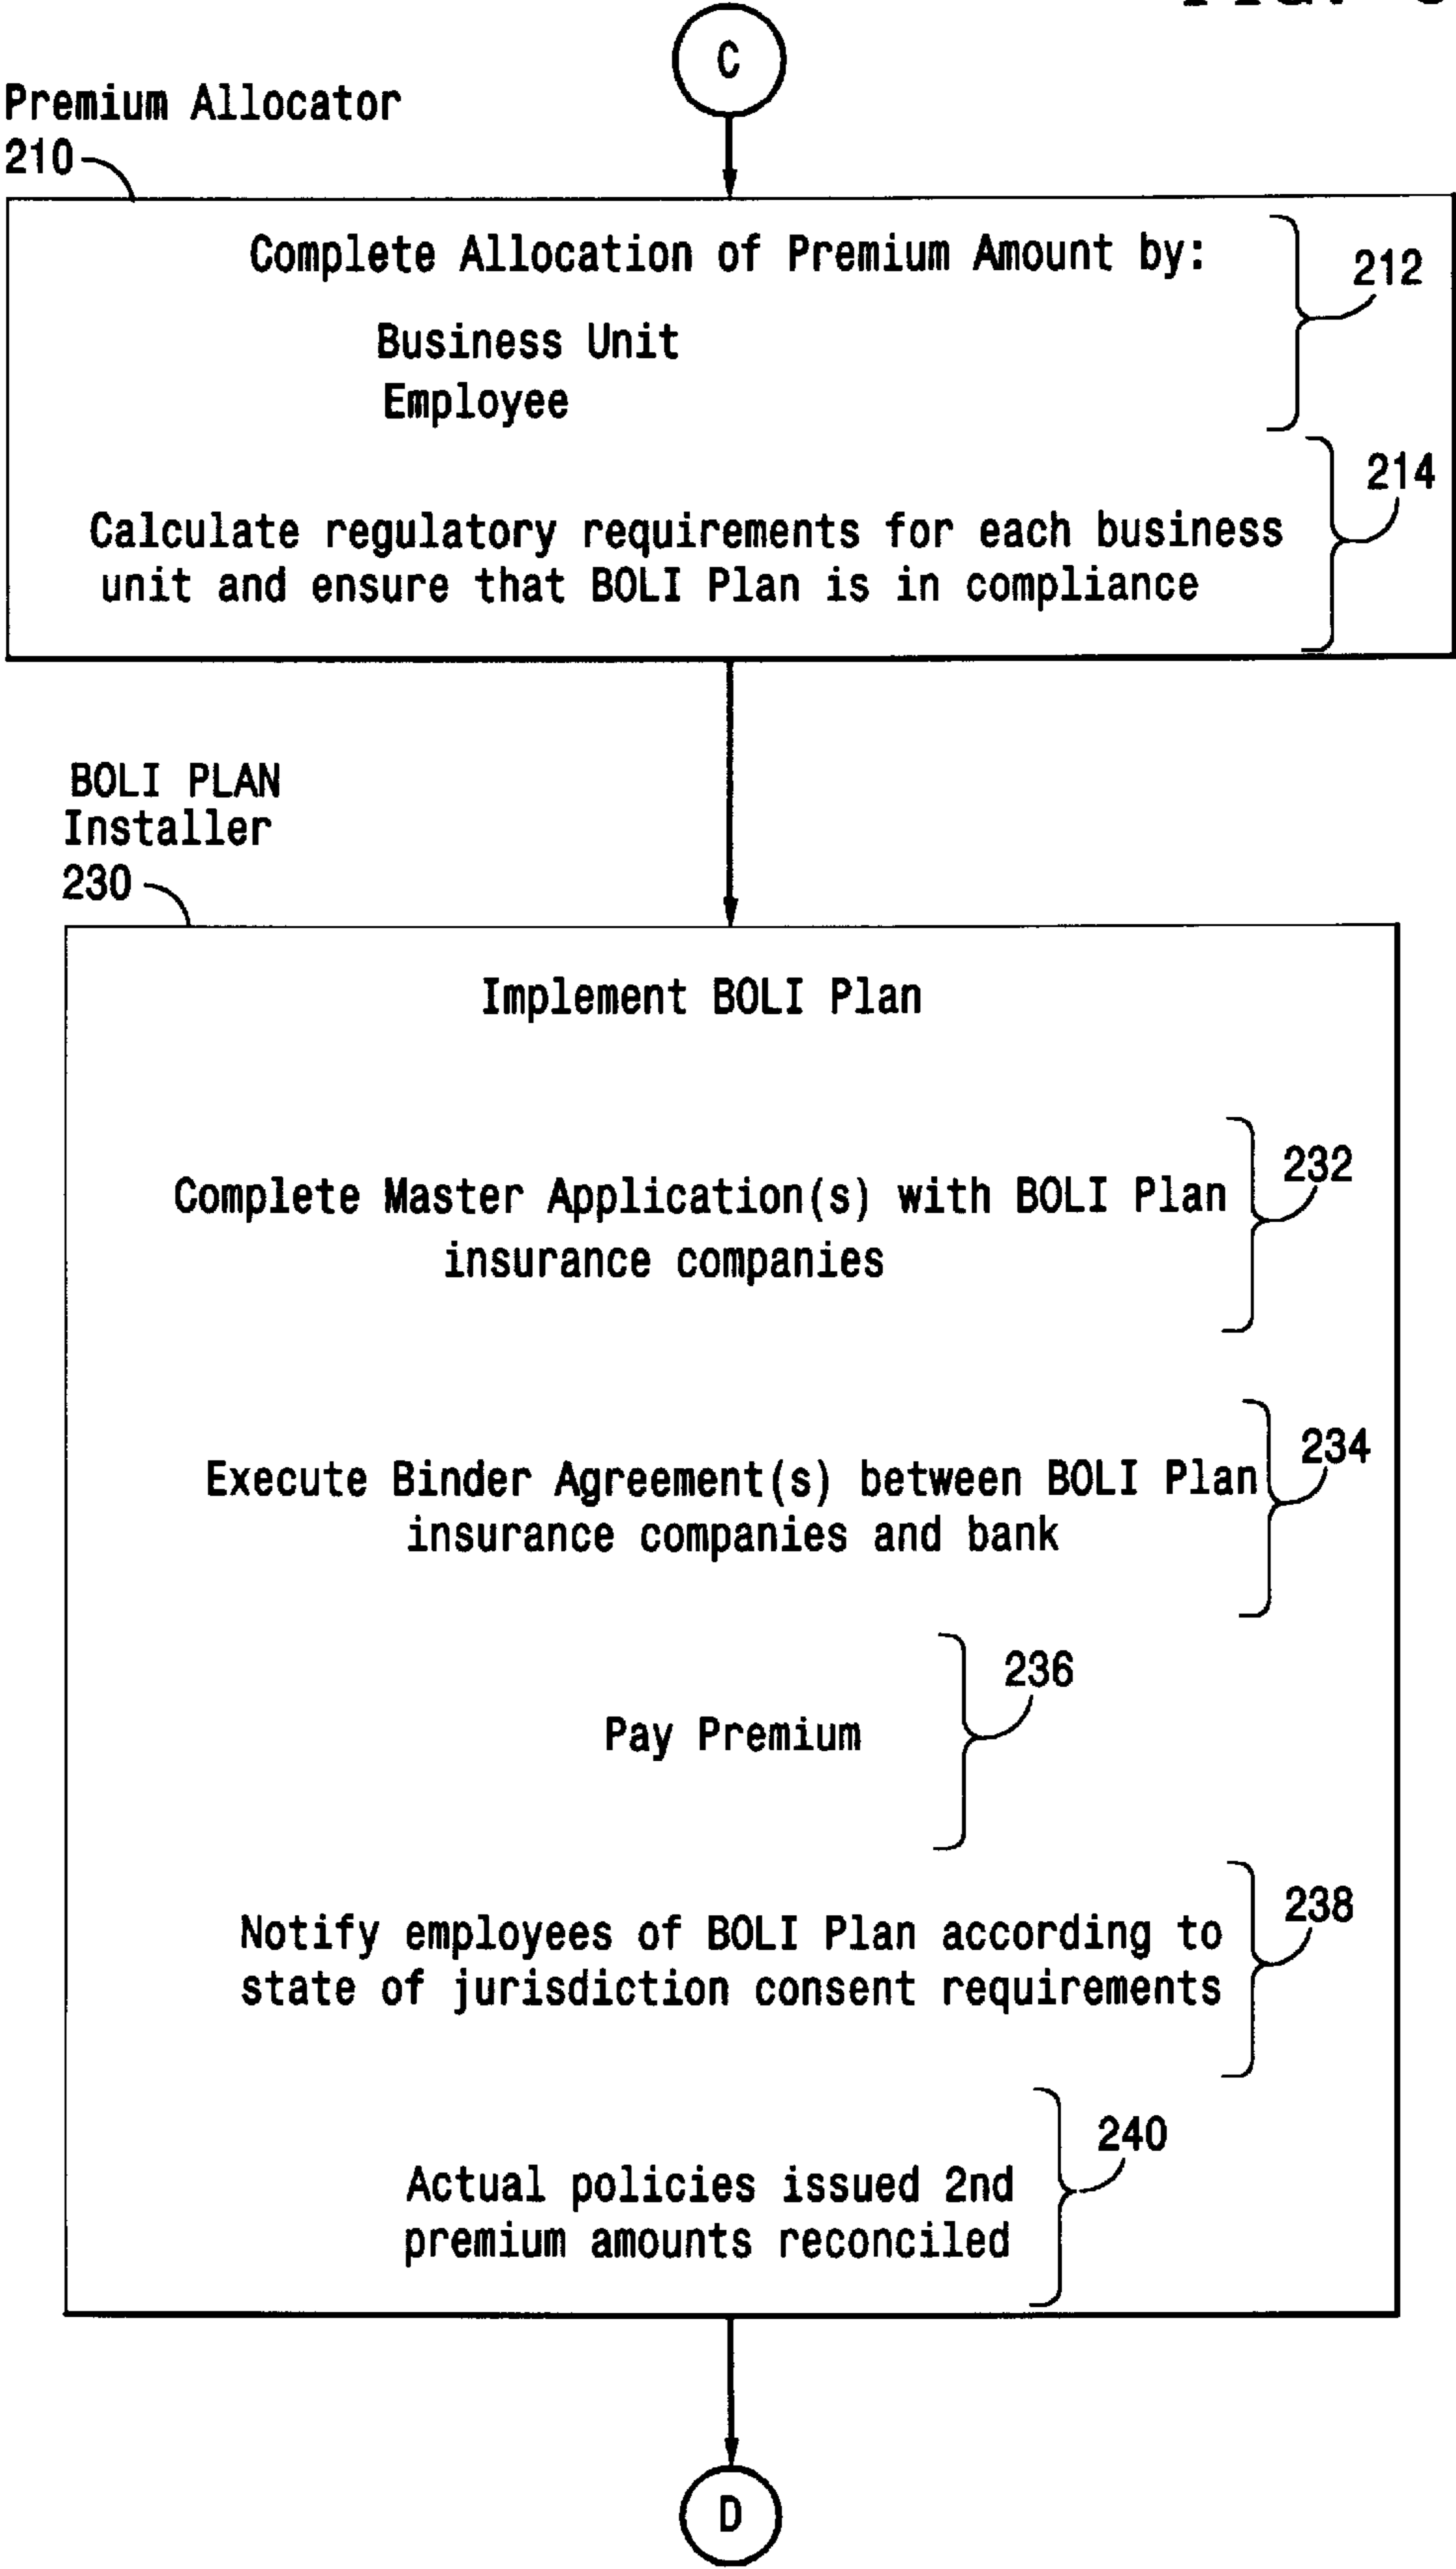 C
Premium Allocator
210
Complete Allocation of Premium Amount by:
212
Business Unit
Employee
214
Calculate regulatory requirements for each business
unit and ensure that BOLI Plan is in compliance
BOLI PLAN
Installer
230
Implement BOLI Plan
232
Complete Master Application(s) with BOLI Plan
insurance companies
234
Execute Binder Agreement(s) between BOLI Plan
insurance companies and bank
236
Pay Premium
238
Notify employees of BOLI Plan according to
state of jurisdiction consent requirements
240
Actual policies issued 2nd
premium amounts reconciled
D